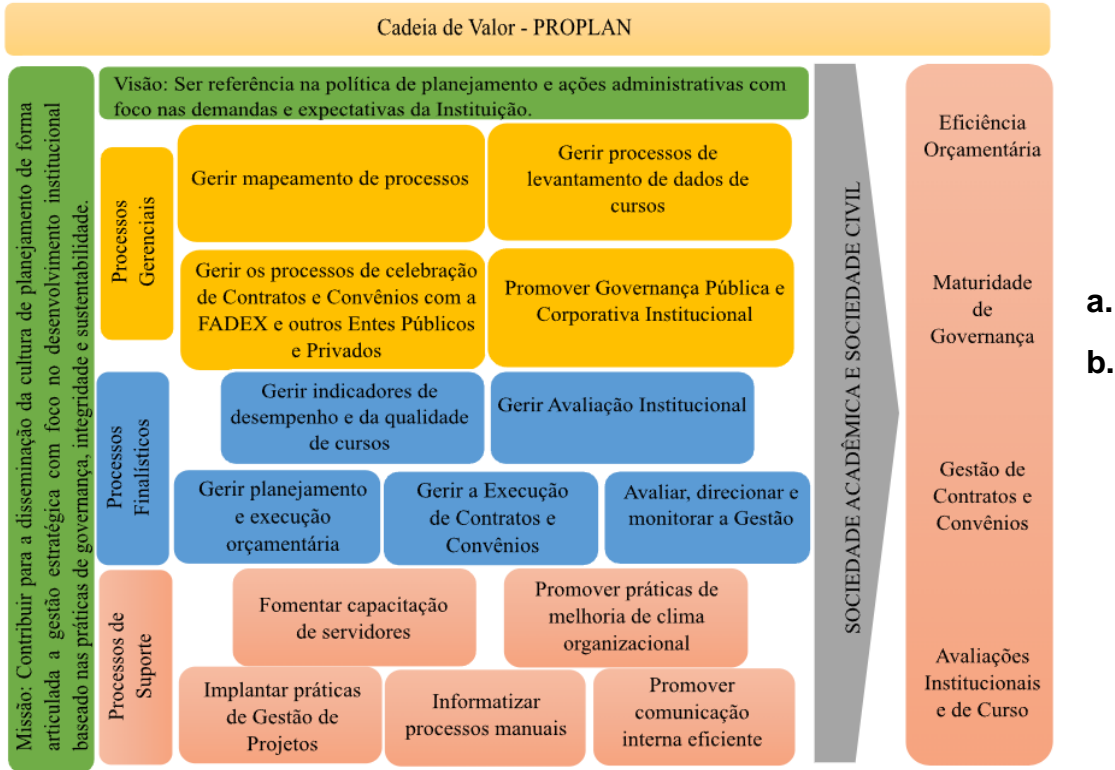 Cadeia de Valor - PROPLAN
Missão: Contribuir para a disseminação da cultura de planejamento de forma
articulada a gestão estratégica com foco no desenvolvimento institucional
baseado nas práticas de governança, integridade e sustentabilidade.
Visão: Ser referência na política de planejamento e ações administrativas com
foco nas demandas e expectativas da Instituição.
Processos
Gerenciais
Gerir mapeamento de processos
Gerir processos de
levantamento de dados de
cursos
Gerir os processos de celebração
de Contratos e Convênios com a
FADEX e outros Entes Públicos
e Privados
Promover Governança Pública e
Corporativa Institucional
Processos
Finalísticos
Gerir indicadores de
desempenho e da qualidade
de cursos
Gerir Avaliação Institucional
Gerir planejamento
e execução
orçamentária
Gerir a Execução
de Contratos e
Convênios
Avaliar, direcionar e
monitorar a Gestão
Processos de
Suporte
Fomentar capacitação
de servidores
Promover práticas de
melhoria de clima
organizacional
Implantar práticas
de Gestão de
Projetos
Informatizar
processos manuais
Promover
comunicação
interna eficiente
SOCIEDADE ACADÊMICA E SOCIEDADE CIVIL
Eficiência
Orçamentária
Maturidade
de
Governança
Gestão de
Contratos e
Convênios
Avaliações
Institucionais
e de Curso
a.
b.